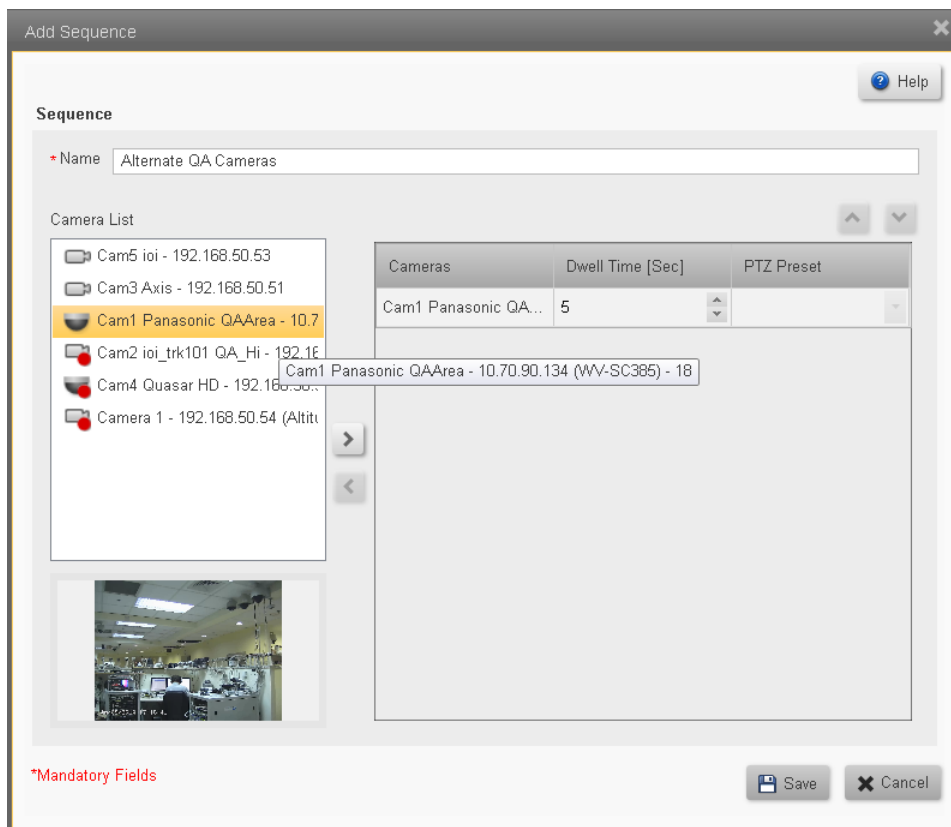 Add Sequence
Help
Sequence
* Name Alternate QA Cameras
Camera List
Cam5 ioi - 192.168.50.53
Cam3 Axis - 192.168.50.51
Cam1 Panasonic QAArea - 10.7
Cam2 ioi_trk101 QA_Hi - 192.16
Cam4 Quasar HD - 192.168.50.
Camera 1 - 192.168.50.54 (Altitu
Cameras Dwell Time [Sec] PTZ Preset
Cam1 Panasonic QA... 5
Cam1 Panasonic QAArea - 10.70.90.134 (WV-SC385) - 18
*Mandatory Fields
Save
Cancel